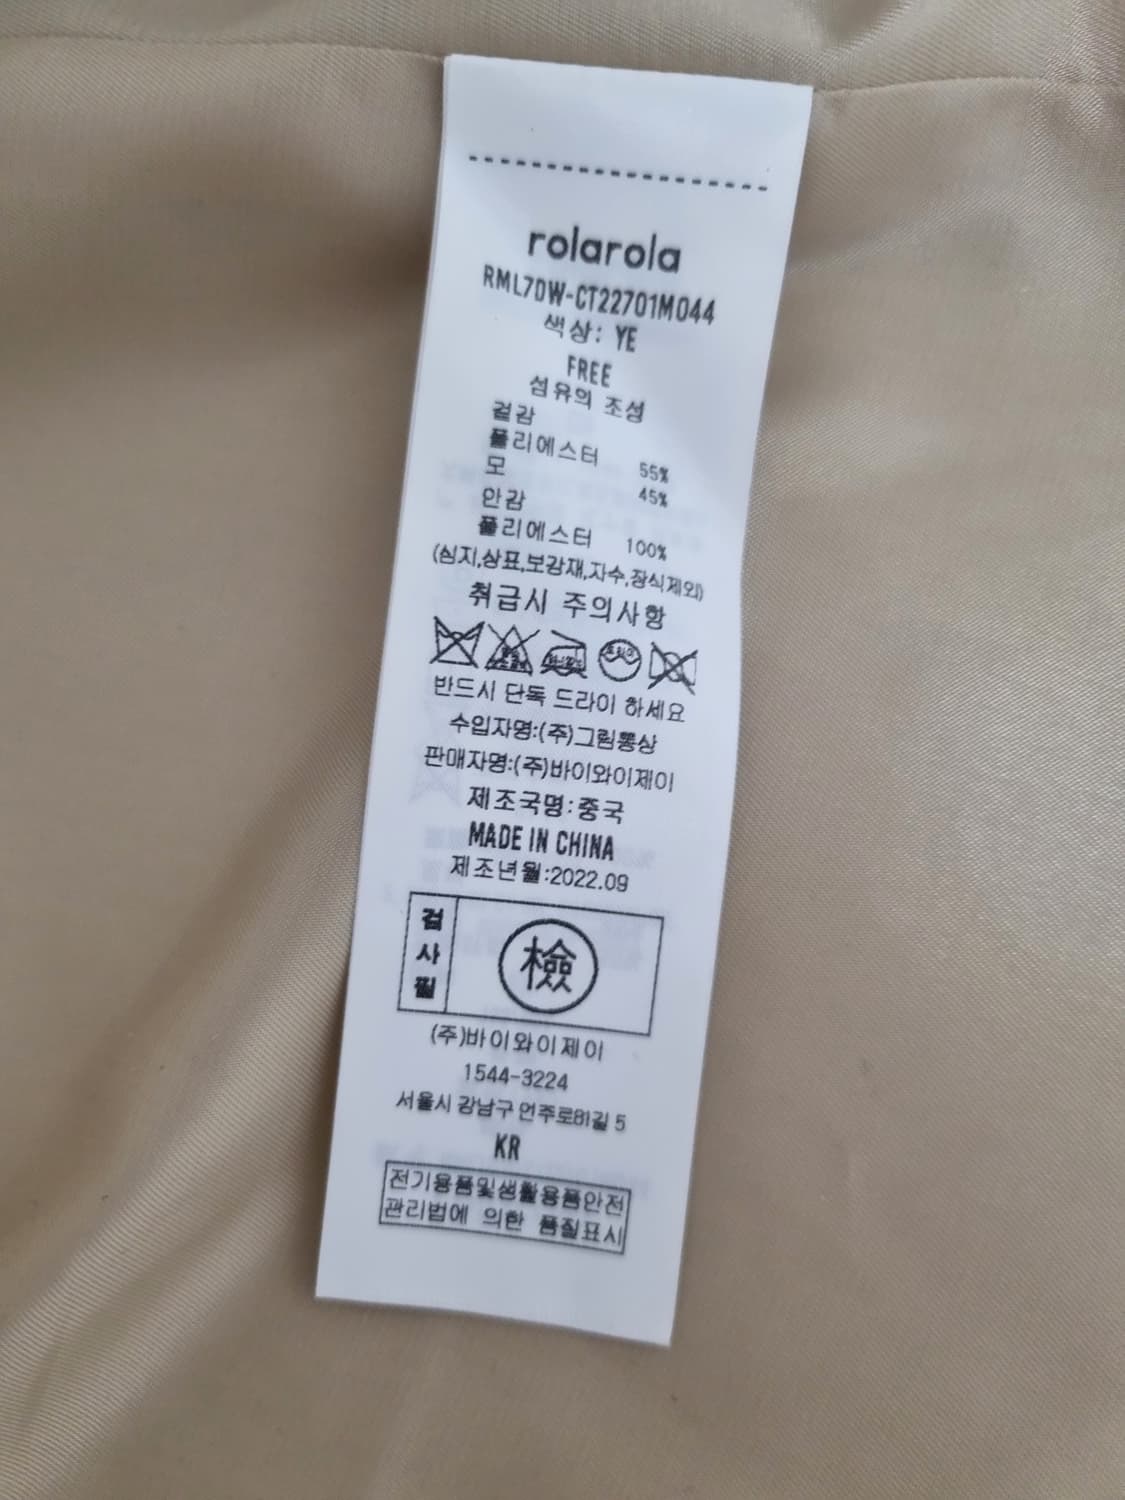 rolarola
RML7DW-CT22701M044
색상: YE
FREE
섬유의 조성
겉감
폴리에스터 55%
모 45%
안감
폴리에스터 100%
(심지,상표,보강재,자수,장식제외)
취급시 주의사항
반드시 단독 드라이 하세요
수입자명:(주)그림통상
판매자명:(주)바이와이제이
제조국명:중국
MADE IN CHINA
제조년월:2022.09
검사필
檢
(주)바이와이제이
1544-3224
서울시 강남구 언주로81길 5
KR
전기용품및생활용품안전
관리법에 의한 품질표시